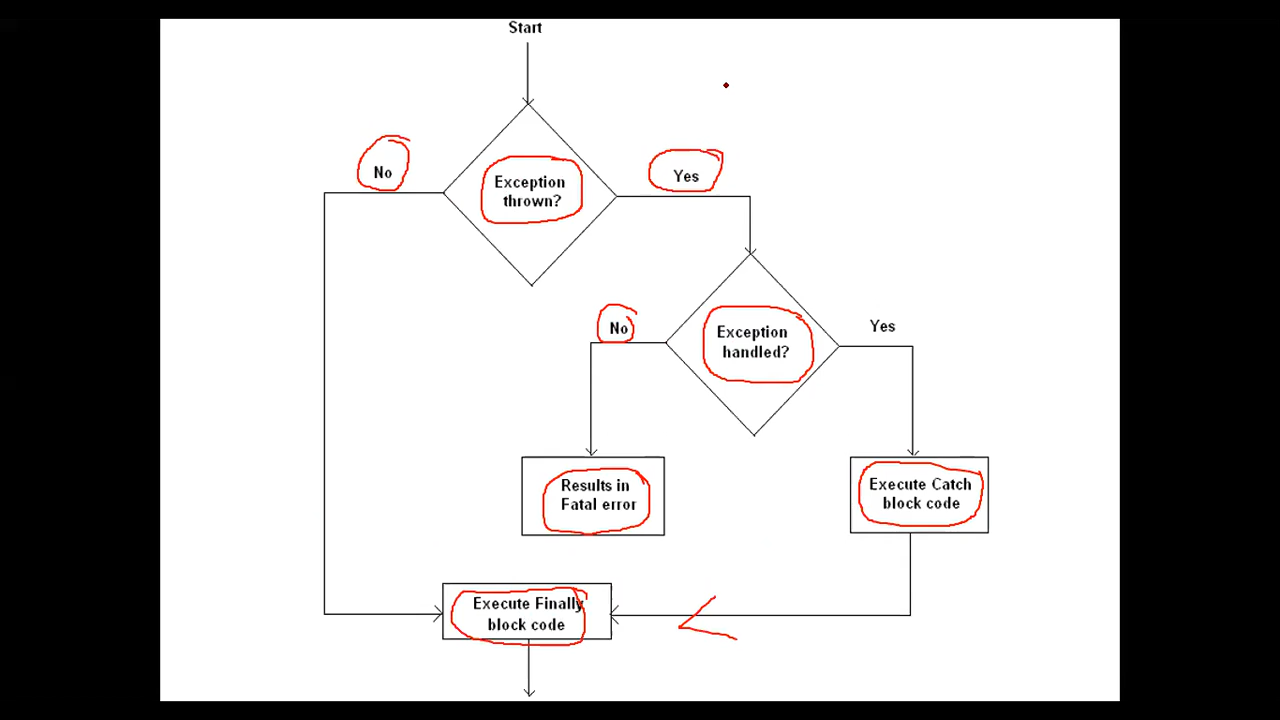 Start
No
Exception
thrown?
Yes
No
Exception
handled?
Yes
Results in
Fatal error
Execute Catch
block code
Execute Finally
block code